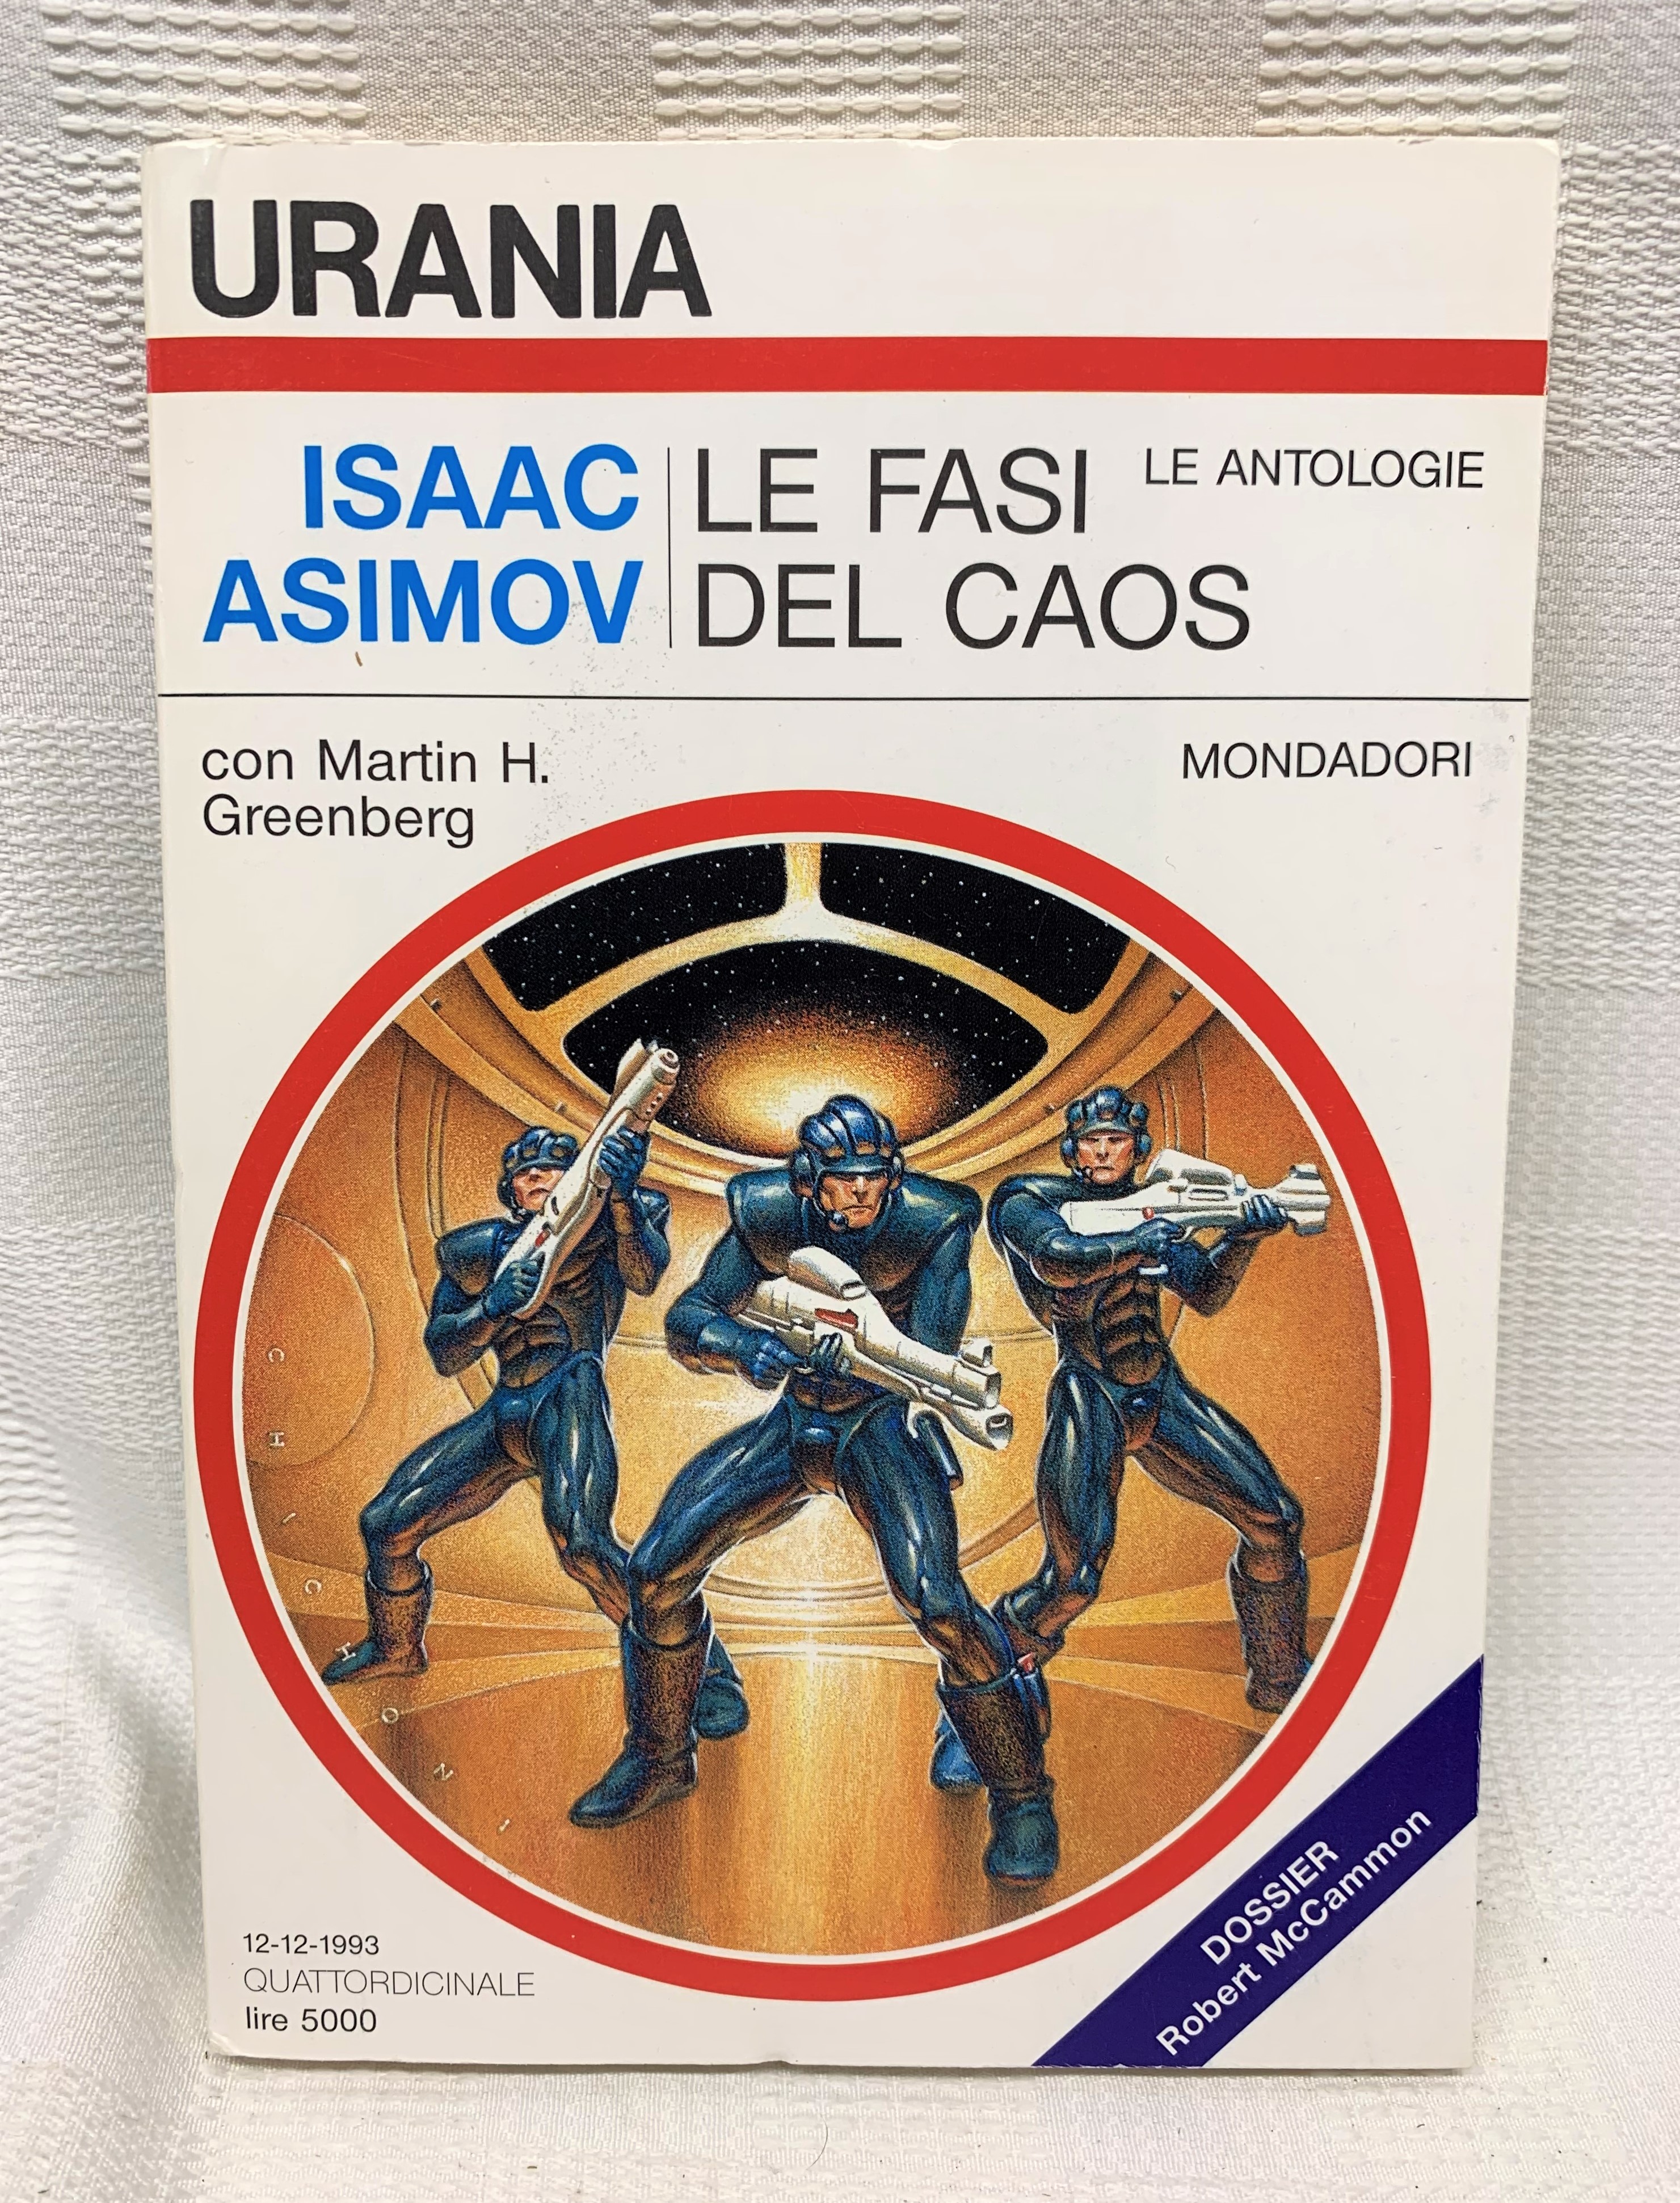 URANIA
ISAAC
ASIMOV
LE FASI
DEL CAOS
LE ANTOLOGIE
con Martin H.
Greenberg
MONDADORI
CHICHONI
12-12-1993
QUATTORDICINALE
lire 5000
DOSSIER
Robert McCammon